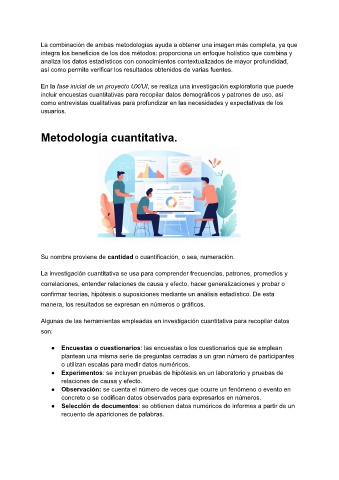 La combinación de ambas metodologías ayuda a obtener una imagen más completa, ya que
integra los beneficios de los dos métodos: proporciona un enfoque holístico que combina y
analiza los datos estadísticos con conocimientos contextualizados de mayor profundidad,
así como permite verificar los resultados obtenidos de varias fuentes.
En la fase inicial de un proyecto UX/UI, se realiza una investigación exploratoria que puede
incluir encuestas cuantitativas para recopilar datos demográficos y patrones de uso, así
como entrevistas cualitativas para profundizar en las necesidades y expectativas de los
usuarios.
Metodología cuantitativa.
Su nombre proviene de cantidad o cuantificación, o sea, numeración.
La investigación cuantitativa se usa para comprender frecuencias, patrones, promedios y
correlaciones, entender relaciones de causa y efecto, hacer generalizaciones y probar o
confirmar teorías, hipótesis o suposiciones mediante un análisis estadístico. De esta
manera, los resultados se expresan en números o gráficos.
Algunas de las herramientas empleadas en investigación cuantitativa para recopilar datos
son:
● Encuestas o cuestionarios: las encuestas o los cuestionarios que se emplean
plantean una misma serie de preguntas cerradas a un gran número de participantes
o utilizan escalas para medir datos numéricos.
● Experimentos: se incluyen pruebas de hipótesis en un laboratorio y pruebas de
relaciones de causa y efecto.
● Observación: se cuenta el número de veces que ocurre un fenómeno o evento en
concreto o se codifican datos observados para expresarlos en números.
● Selección de documentos: se obtienen datos numéricos de informes a partir de un
recuento de apariciones de palabras.